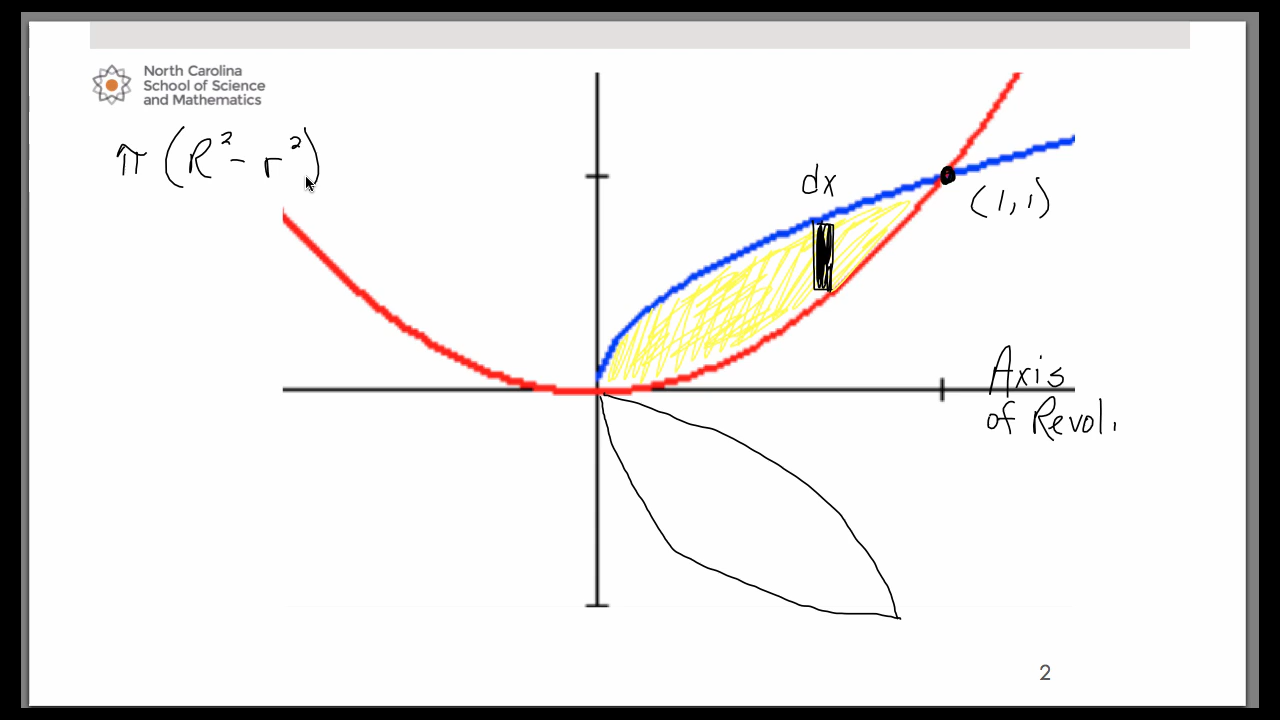 North Carolina
School of Science
and Mathematics
π (R² - r²)
dx
(1,1)
Axis
of Revol.
2